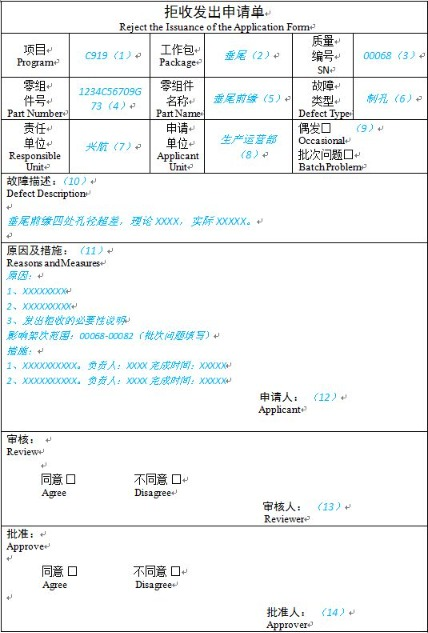 拒收发出申请单
Reject the Issuance of the Application Form
项目
Program
C919（1）
工作包
Package
垂尾（2）
质量
编号
SN
00068（3）
零组
件号
Part Number
1234C56709G
73（4）
零组件
名称
Part Name
垂尾前缘（5）
故障
类型
Defect Type
制孔（6）
责任
单位
Responsible
Unit
兴航（7）
申请
单位
Applicant
Unit
生产运营部
（8）
偶发□ （9）
Occasional
批次问题□
Batch Problem
故障描述：（10）
Defect Description
垂尾前缘四处孔径超差，理论 XXXX，实际 XXXXX。
原因及措施：（11）
Reasons and Measures
原因：
1、XXXXXXXX
2、XXXXXXXXX
3、发出拒收的必要性说明
影响架次范围：00068-00082（批次问题填写）
措施：
1、XXXXXXXXXX。负责人：XXXX 完成时间：XXXXX
2、XXXXXXXXXX。负责人：XXXX 完成时间：XXXXX
申请人：（12）
Applicant
审核：
Review
同意 □ 不同意 □
Agree Disagree
审核人：（13）
Reviewer
批准：
Approve
同意 □ 不同意 □
Agree Disagree
批准人：（14）
Approver